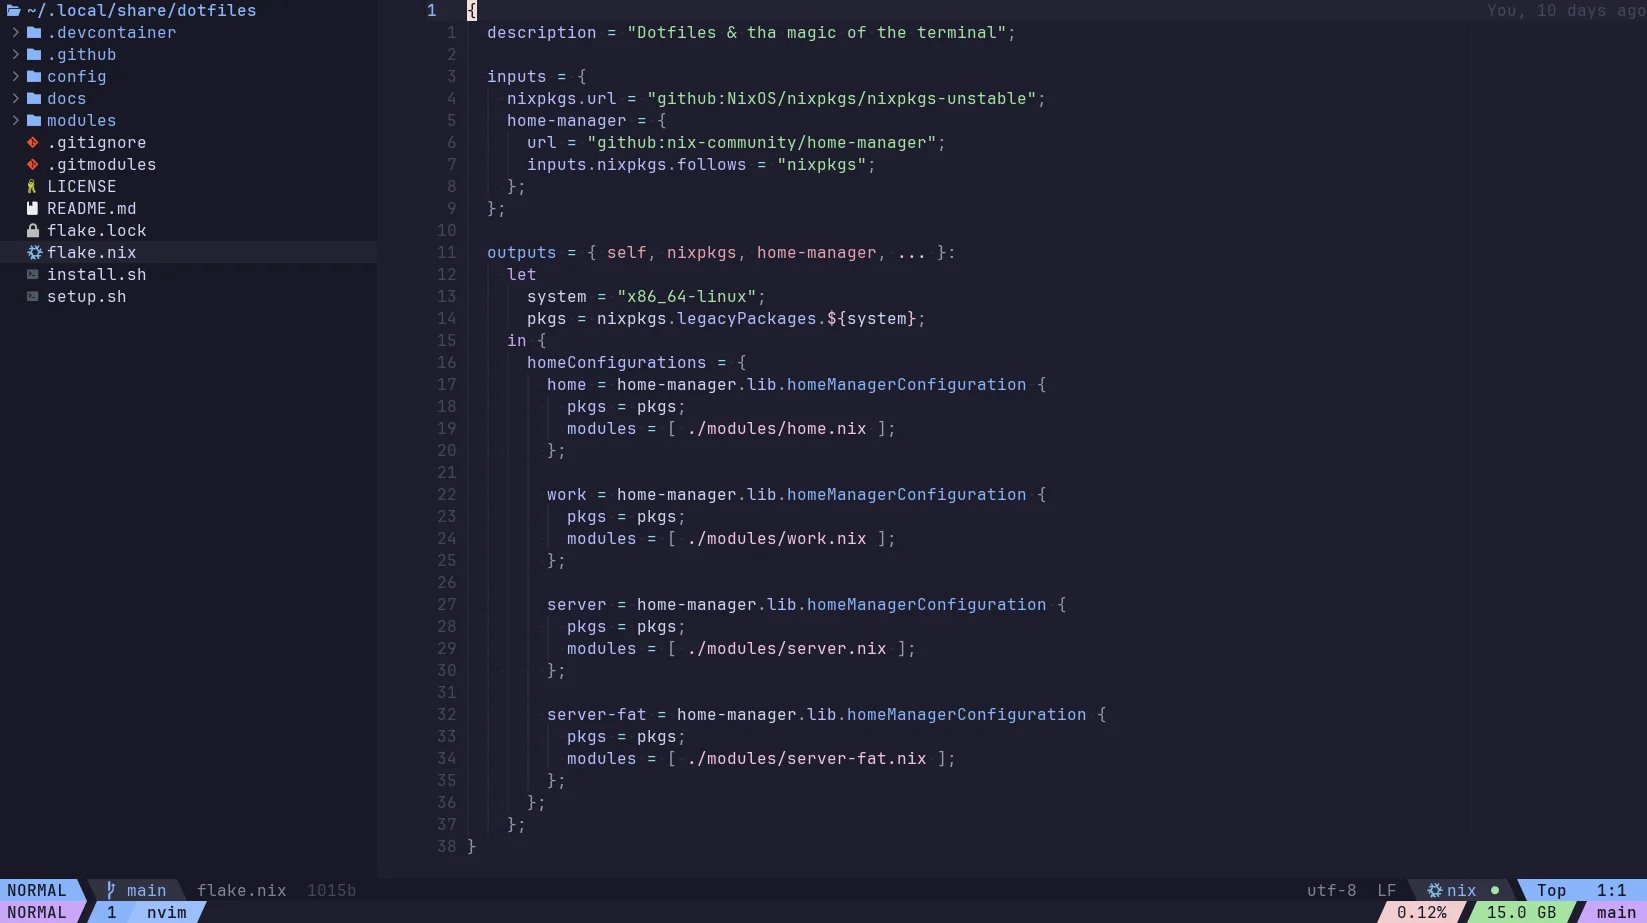 ~/.local/share/dotfiles
.devcontainer
.github
config
docs
modules
.gitignore
.gitmodules
LICENSE
README.md
flake.lock
flake.nix
install.sh
setup.sh
1 { You, 10 days ago
1 description = "Dotfiles & tha magic of the terminal";
2
3 inputs = {
4 nixpkgs.url = "github:NixOS/nixpkgs/nixpkgs-unstable";
5 home-manager = {
6 url = "github:nix-community/home-manager";
7 inputs.nixpkgs.follows = "nixpkgs";
8 };
9 };
10
11 outputs = { self, nixpkgs, home-manager, ... }:
12 let
13 system = "x86_64-linux";
14 pkgs = nixpkgs.legacyPackages.${system};
15 in {
16 homeConfigurations = {
17 home = home-manager.lib.homeManagerConfiguration {
18 pkgs = pkgs;
19 modules = [ ./modules/home.nix ];
20 };
21
22 work = home-manager.lib.homeManagerConfiguration {
23 pkgs = pkgs;
24 modules = [ ./modules/work.nix ];
25 };
26
27 server = home-manager.lib.homeManagerConfiguration {
28 pkgs = pkgs;
29 modules = [ ./modules/server.nix ];
30 };
31
32 server-fat = home-manager.lib.homeManagerConfiguration {
33 pkgs = pkgs;
34 modules = [ ./modules/server-fat.nix ];
35 };
36 };
37 };
38 }
NORMAL main flake.nix 1015b utf-8 LF nix Top 1:1
NORMAL 1 nvim 0.12% 15.0 GB main